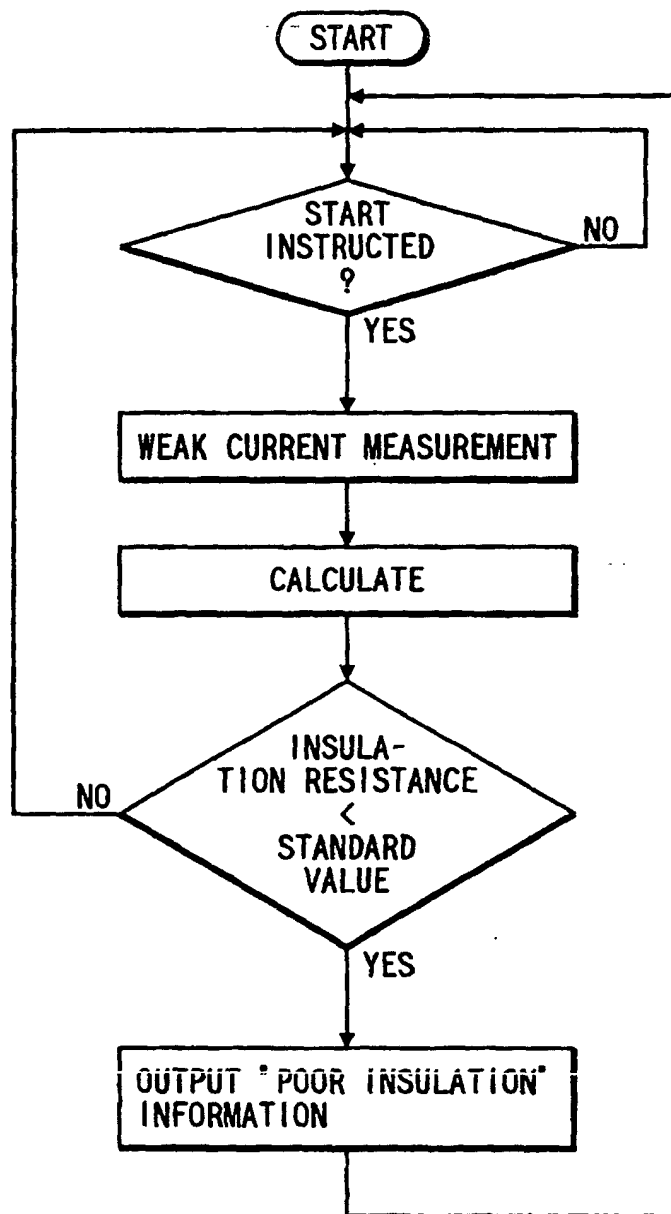 START
START
INSTRUCTED
?
NO
YES
WEAK CURRENT MEASUREMENT
CALCULATE
INSULA-
TION RESISTANCE
<
STANDARD
VALUE
NO
YES
OUTPUT "POOR INSULATION"
INFORMATION